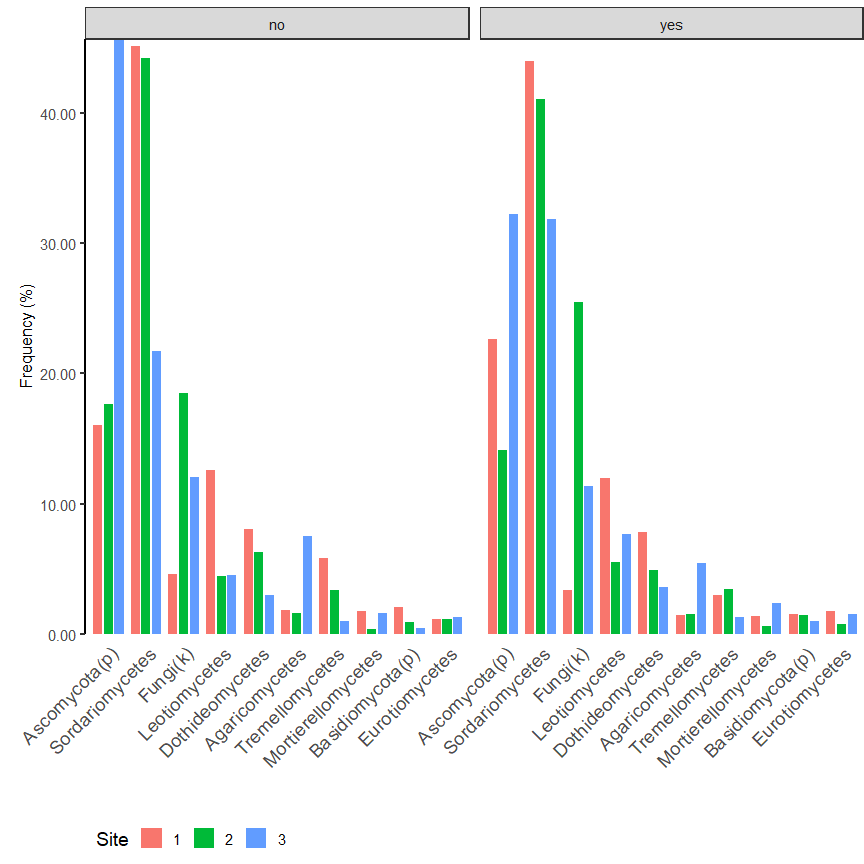 no yes
Frequency (%)
40.00
30.00
20.00
10.00
0.00
Ascomycota(p) Sordariomycetes Fungi(k) Leotiomycetes Dothideomycetes Agaricomycetes Tremellomycetes Mortierellomycetes Basidiomycota(p) Eurotiomycetes
Ascomycota(p) Sordariomycetes Fungi(k) Leotiomycetes Dothideomycetes Agaricomycetes Tremellomycetes Mortierellomycetes Basidiomycota(p) Eurotiomycetes
Site 1 2 3